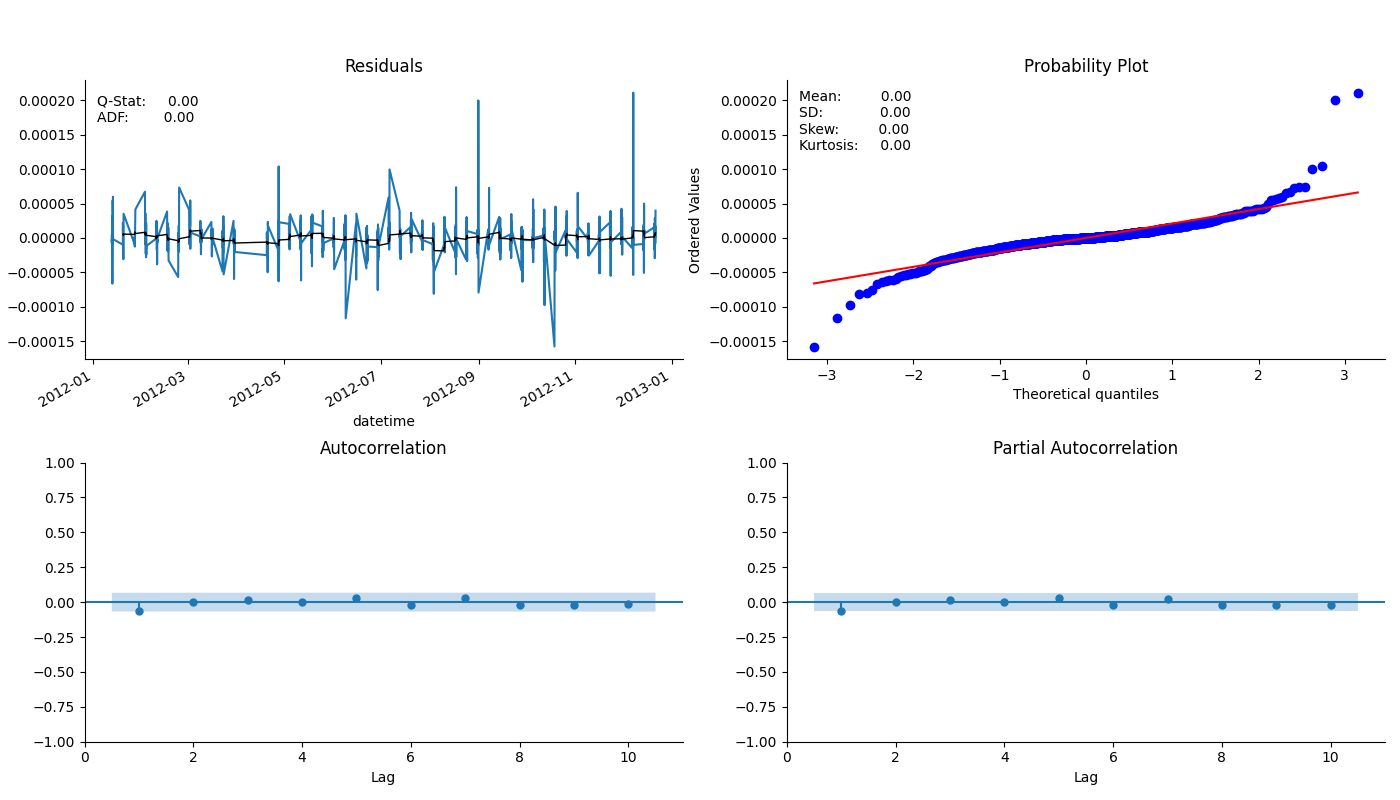 Residuals
Q-Stat: 0.00
ADF: 0.00
0.00020
0.00015
0.00010
0.00005
0.00000
−0.00005
−0.00010
−0.00015
2012-01 2012-03 2012-05 2012-07 2012-09 2012-11 2013-01
datetime
Probability Plot
Mean: 0.00
SD: 0.00
Skew: 0.00
Kurtosis: 0.00
Ordered Values
0.00020
0.00015
0.00010
0.00005
0.00000
−0.00005
−0.00010
−0.00015
−3 −2 −1 0 1 2 3
Theoretical quantiles
Autocorrelation
1.00
0.75
0.50
0.25
0.00
−0.25
−0.50
−0.75
−1.00
0 2 4 6 8 10
Lag
Partial Autocorrelation
1.00
0.75
0.50
0.25
0.00
−0.25
−0.50
−0.75
−1.00
0 2 4 6 8 10
Lag